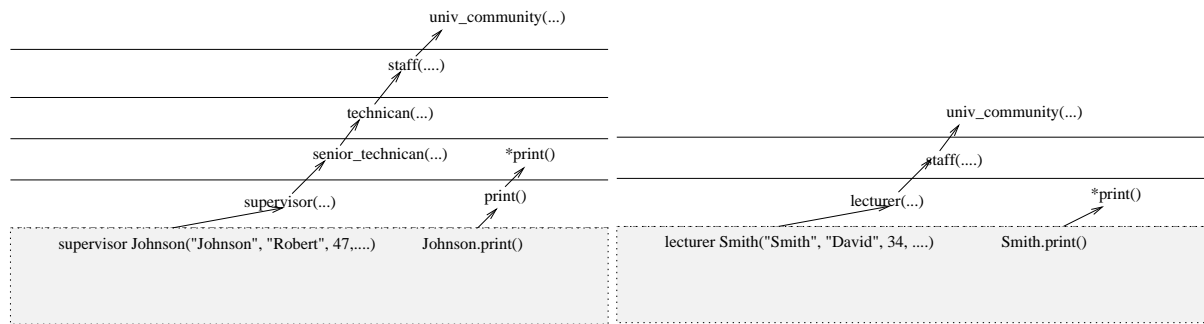 univ_community(...)
staff(....)
technican(...)
senior_technican(...) *print()
supervisor(...) print()
supervisor Johnson("Johnson", "Robert", 47,....) Johnson.print()
univ_community(...)
staff(....)
lecturer(...) *print()
lecturer Smith("Smith", "David", 34, ....) Smith.print()